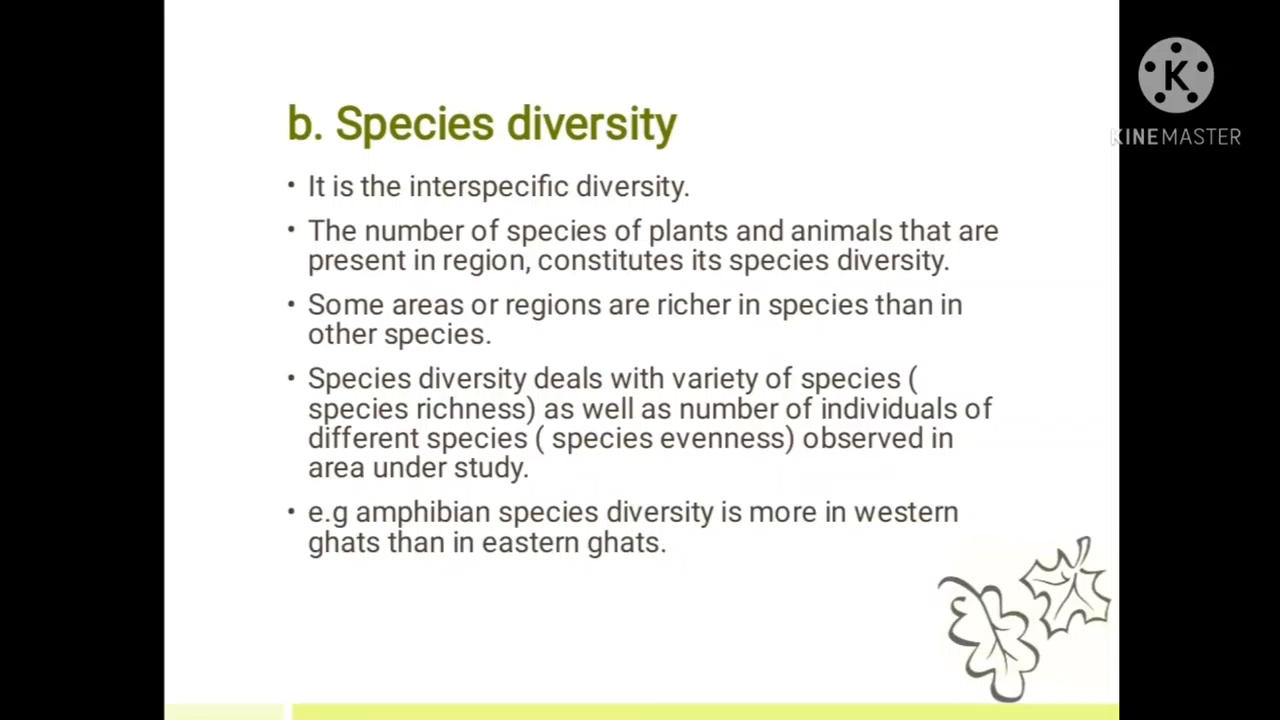 b. Species diversity
• It is the interspecific diversity.
• The number of species of plants and animals that are
present in region, constitutes its species diversity.
• Some areas or regions are richer in species than in
other species.
• Species diversity deals with variety of species (
species richness) as well as number of individuals of
different species ( species evenness) observed in
area under study.
• e.g amphibian species diversity is more in western
ghats than in eastern ghats.
K
KINEMASTER